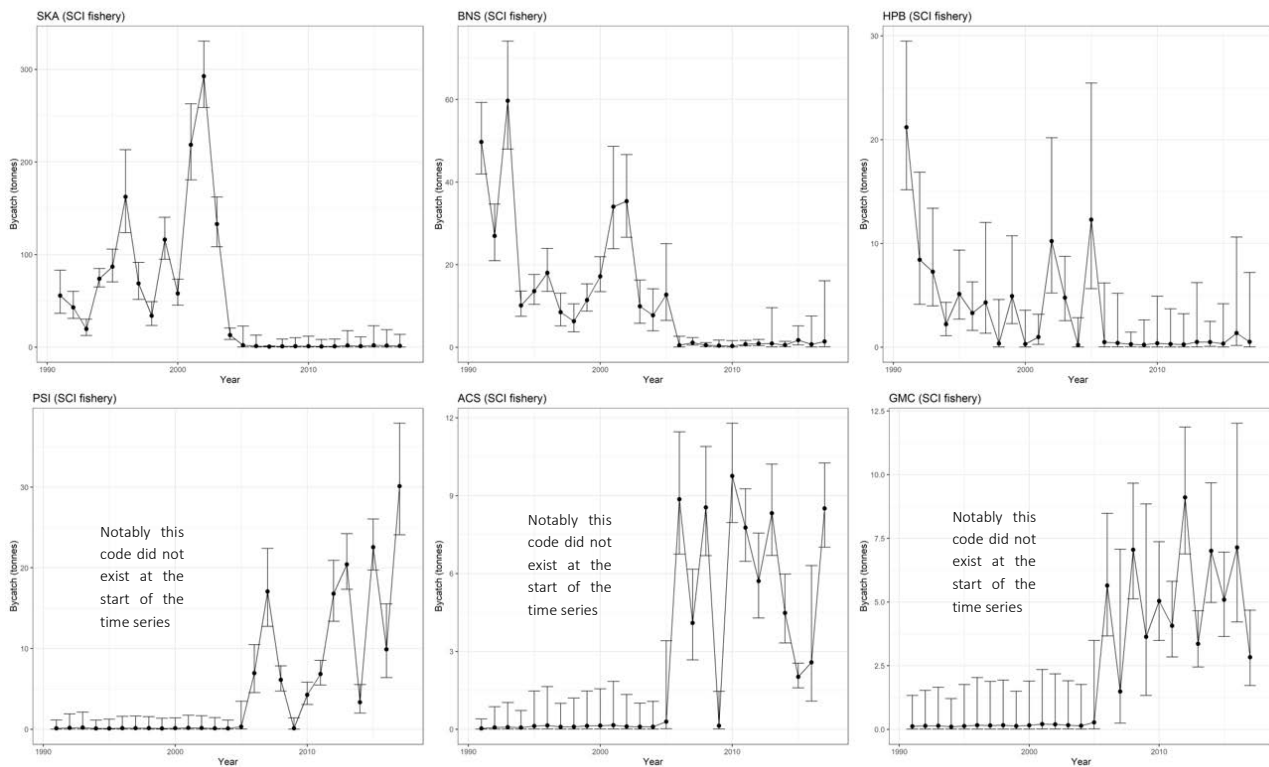 SKA (SCI fishery)
300
200
100
0
Bycatch (tonnes)
1990
2000
2010
Year
BNS (SCI fishery)
60
40
20
0
Bycatch (tonnes)
1990
2000
2010
Year
HPB (SCI fishery)
30
20
10
0
Bycatch (tonnes)
1990
2000
2010
Year
PSI (SCI fishery)
30
20
10
0
Bycatch (tonnes)
Notably this
code did not
exist at the
start of the
time series
1990
2000
2010
Year
ACS (SCI fishery)
12
9
6
3
0
Bycatch (tonnes)
Notably this
code did not
exist at the
start of the
time series
1990
2000
2010
Year
GMC (SCI fishery)
12.5
10.0
7.5
5.0
2.5
0.0
Bycatch (tonnes)
Notably this
code did not
exist at the
start of the
time series
1990
2000
2010
Year